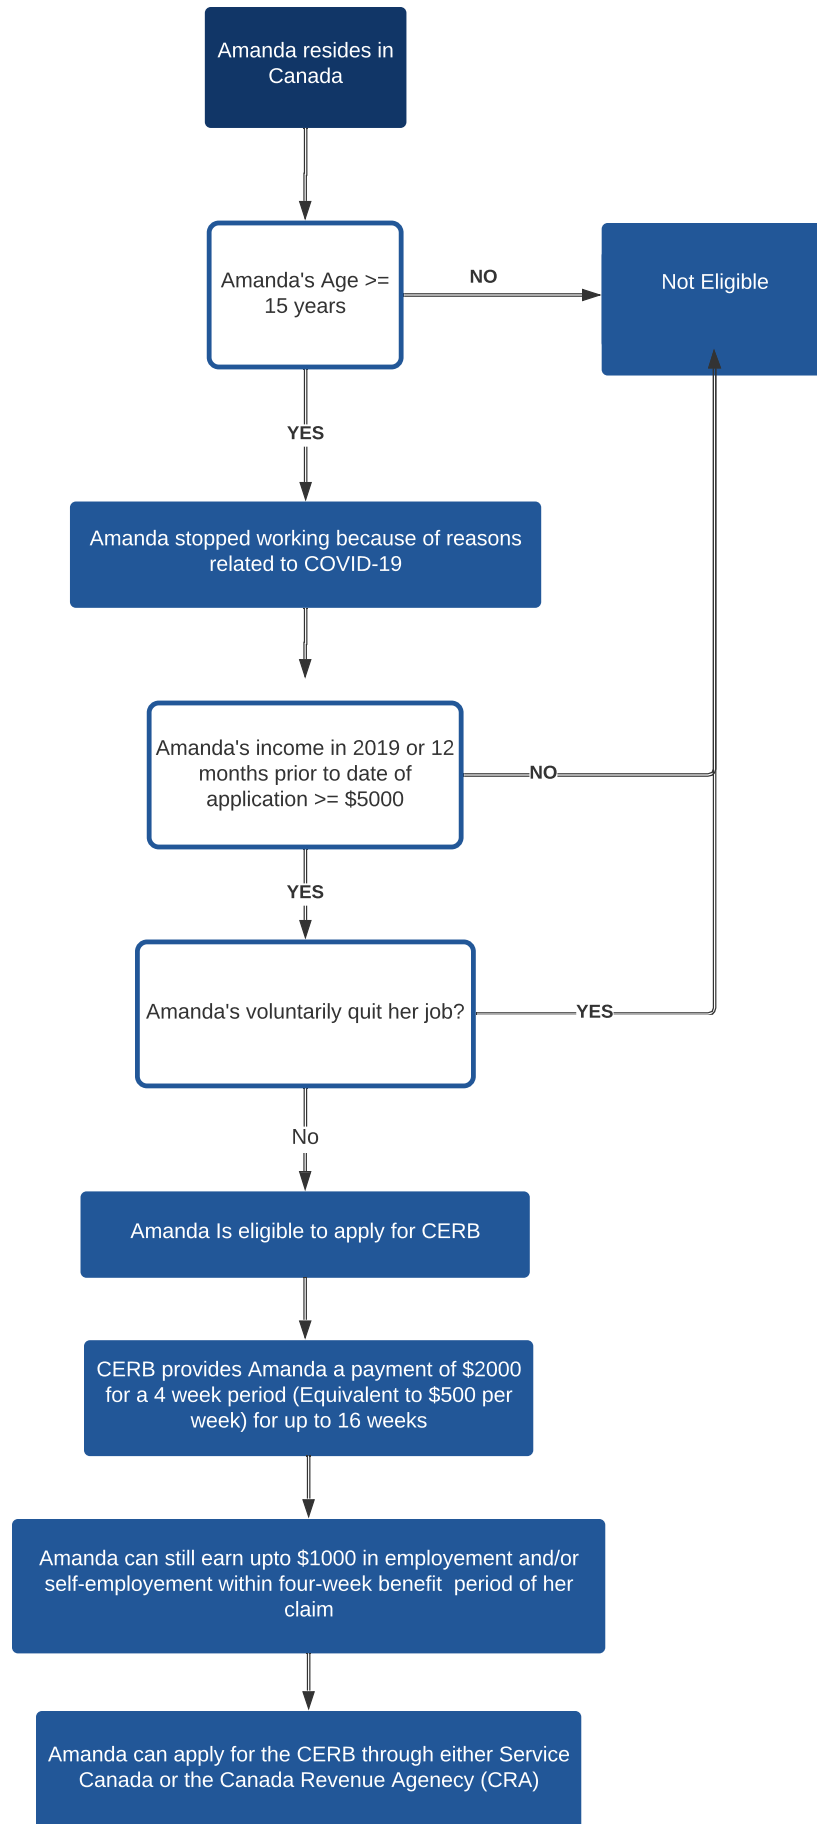 Amanda resides in
Canada
Amanda's Age >=
15 years
NO
Not Eligible
YES
Amanda stopped working because of reasons
related to COVID-19
Amanda's income in 2019 or 12
months prior to date of
application >= $5000
NO
YES
Amanda's voluntarily quit her job?
YES
No
Amanda Is eligible to apply for CERB
CERB provides Amanda a payment of $2000
for a 4 week period (Equivalent to $500 per
week) for up to 16 weeks
Amanda can still earn upto $1000 in employement and/or
self-employement within four-week benefit  period of her
claim
Amanda can apply for the CERB through either Service
Canada or the Canada Revenue Agenecy (CRA)